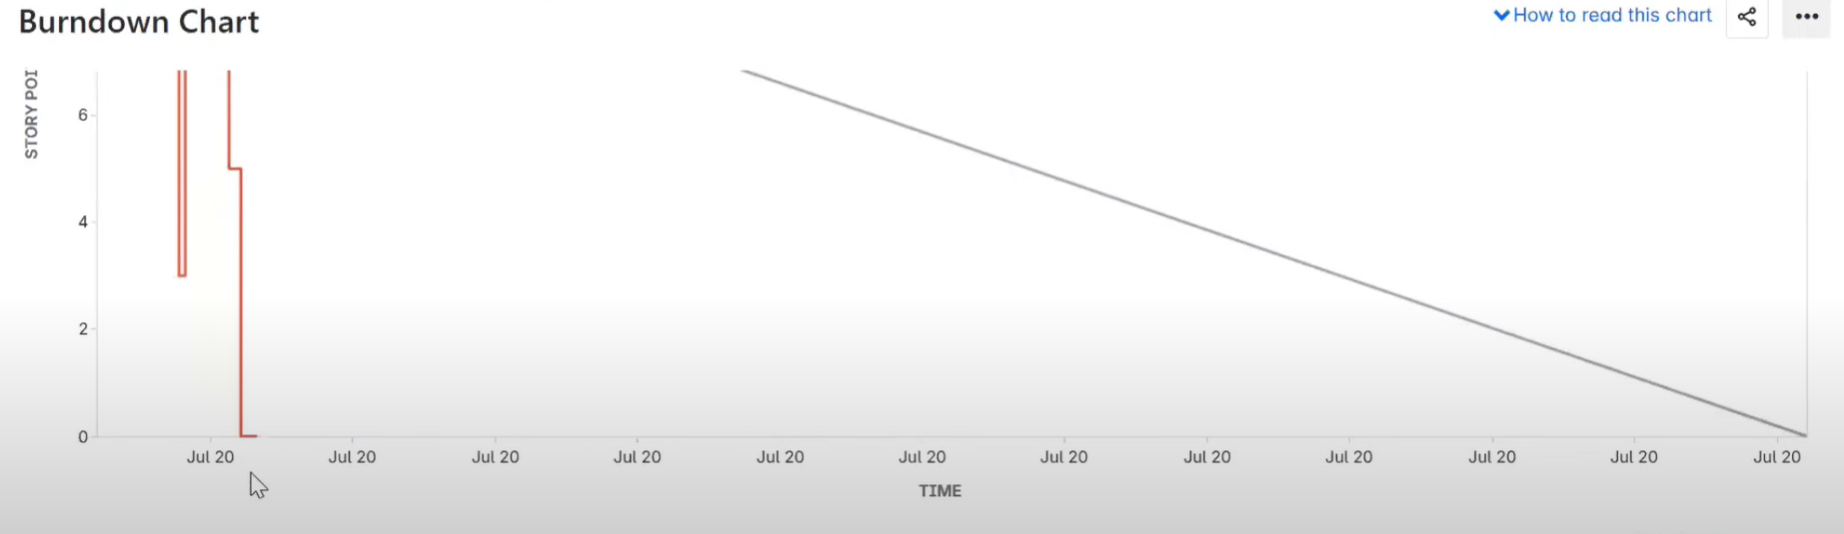 Burndown Chart
How to read this chart
STORY POI
6
4
2
0
Jul 20 Jul 20 Jul 20 Jul 20 Jul 20 Jul 20 Jul 20 Jul 20 Jul 20 Jul 20 Jul 20 Jul 20
TIME